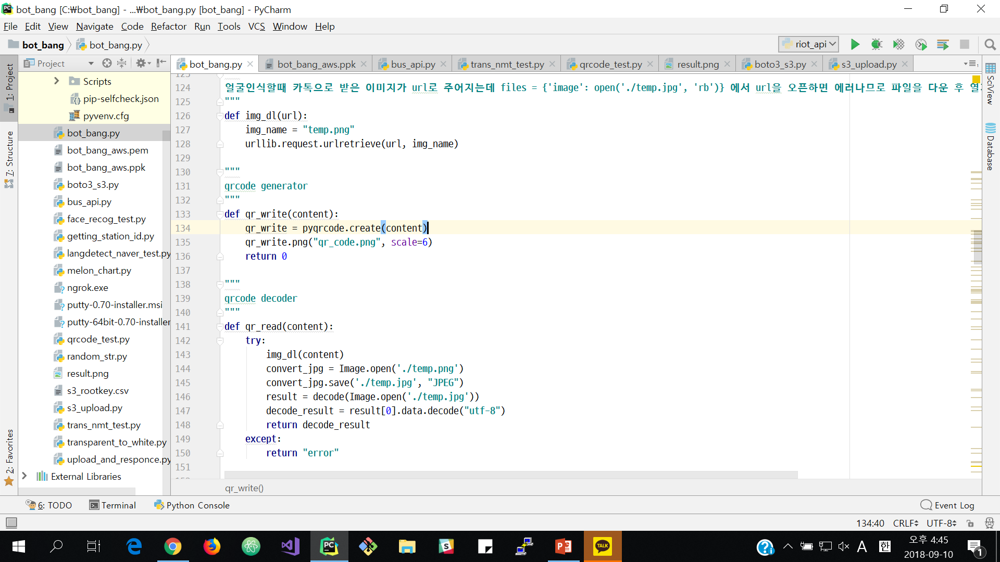 bot_bang [C:₩bot_bang] - ...₩bot_bang.py [bot_bang] - PyCharm
File Edit View Navigate Code Refactor Run Tools VCS Window Help
bot_bang bot_bang.py riot_api
1: Project
7: Structure
2: Favorites
Project
Scripts
pip-selfcheck.json
pyvenv.cfg
bot_bang.py
bot_bang_aws.pem
bot_bang_aws.ppk
boto3_s3.py
bus_api.py
face_recog_test.py
getting_station_id.py
langdetect_naver_test.py
melon_chart.py
ngrok.exe
putty-0.70-installer.msi
putty-64bit-0.70-installer
qrcode_test.py
random_str.py
result.png
s3_rootkey.csv
s3_upload.py
trans_nmt_test.py
transparent_to_white.py
upload_and_responce.py
External Libraries
bot_bang.py bot_bang_aws.ppk bus_api.py trans_nmt_test.py qrcode_test.py result.png boto3_s3.py s3_upload.py
124 얼굴인식할때 카톡으로 받은 이미지가 url로 주어지는데 files = {'image': open('./temp.jpg', 'rb')} 에서 url을 오픈하면 에러나므로 파일을 다운 후 열
125 """
126 def img_dl(url):
127 img_name = "temp.png"
128 urllib.request.urlretrieve(url, img_name)
129
130 """
131 qrcode generator
132 """
133 def qr_write(content):
134 qr_write = pyqrcode.create(content)
135 qr_write.png("qr_code.png", scale=6)
136 return 0
137
138 """
139 qrcode decoder
140 """
141 def qr_read(content):
142 try:
143 img_dl(content)
144 convert_jpg = Image.open('./temp.png')
145 convert_jpg.save('./temp.jpg', "JPEG")
146 result = decode(Image.open('./temp.jpg'))
147 decode_result = result[0].data.decode("utf-8")
148 return decode_result
149 except:
150 return "error"
151
qr_write()
SciView
Database
6: TODO Terminal Python Console Event Log
134:40 CRLF UTF-8
PC S TALK A 한 오후 4:45
2018-09-10 1